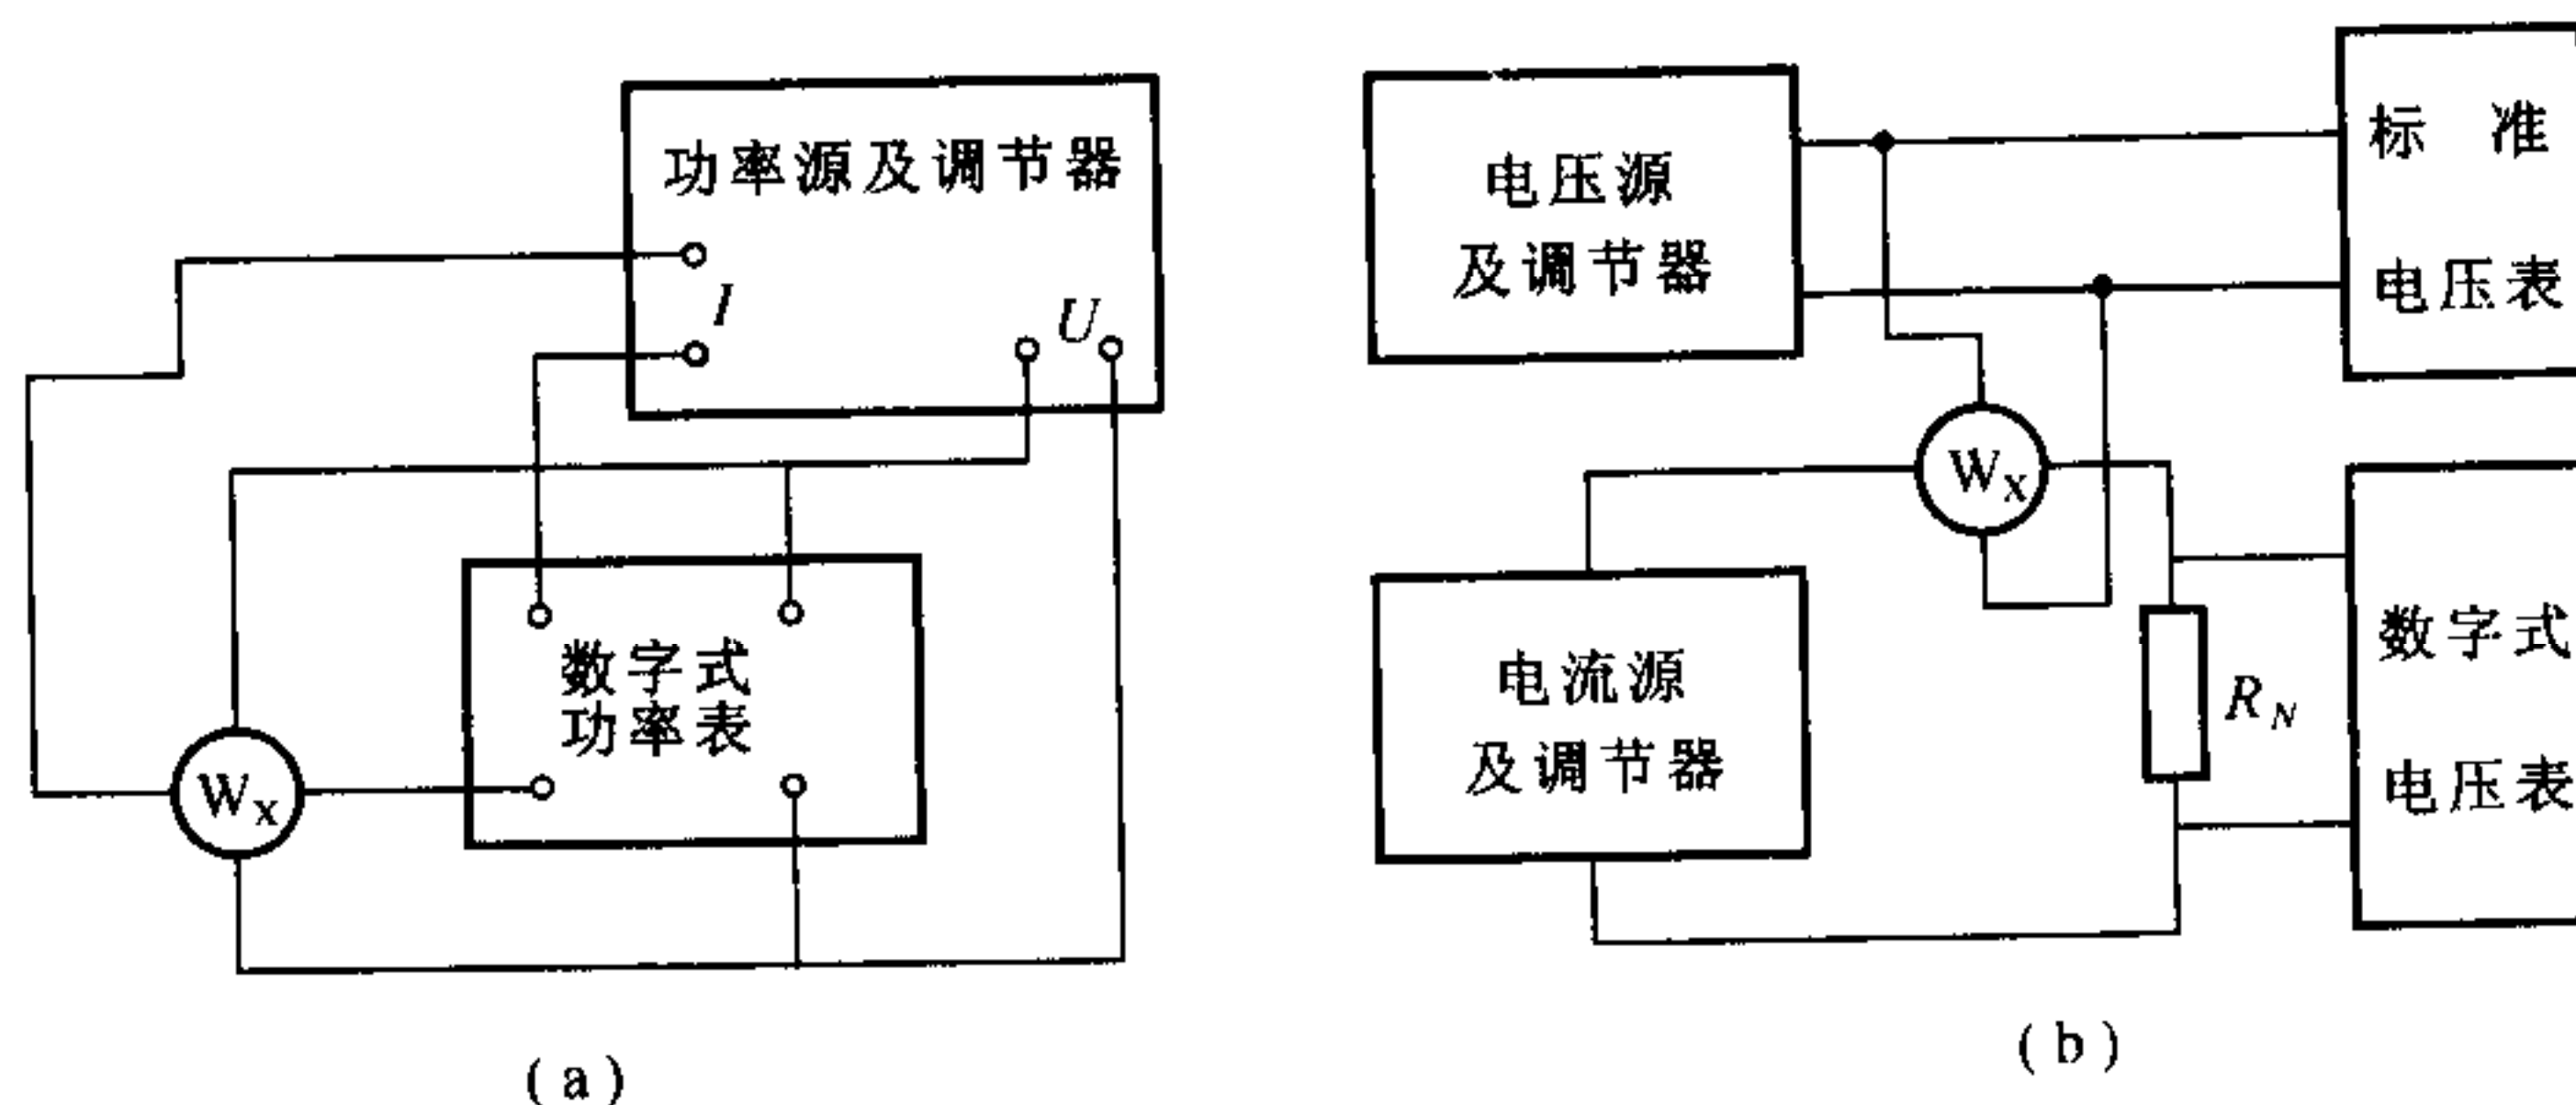 功率源及调节器
I
U
数字式
功率表
Wx
(a)
电压源
及调节器
标 准
电压表
Wx
电流源
及调节器
R_N
数字式
电压表
(b)